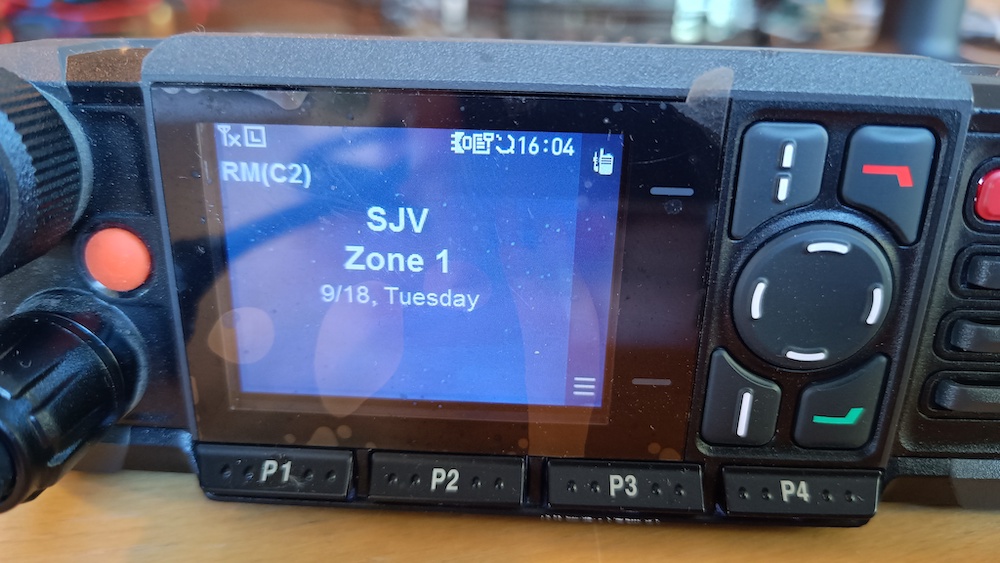 L 16:04
RM(C2)
SJV
Zone 1
9/18, Tuesday
P1 P2 P3 P4